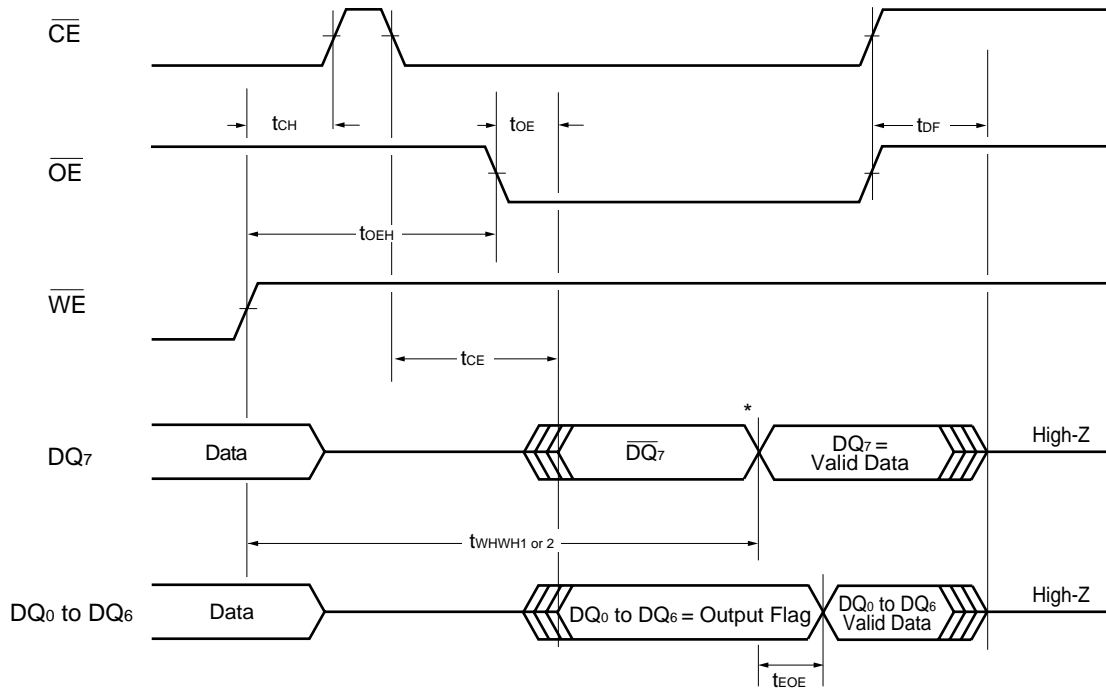 CE
tCH
tOE
tDF
OE
tOEH
WE
tCE
*
DQ7
Data
DQ7
DQ7 =
Valid Data
High-Z
tWHWH1 or 2
DQ0 to DQ6
Data
DQ0 to DQ6 = Output Flag
DQ0 to DQ6
Valid Data
High-Z
tEOE